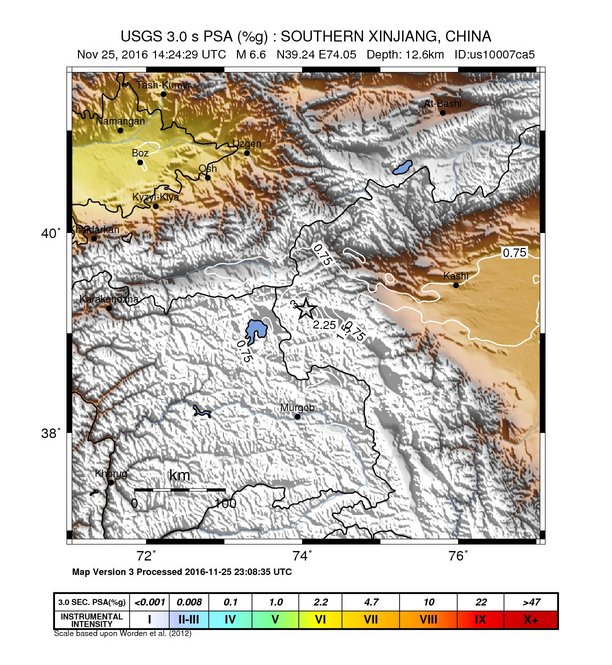 USGS 3.0 s PSA (%g) : SOUTHERN XINJIANG, CHINA
Nov 25, 2016 14:24:29 UTC M 6.6 N39.24 E74.05 Depth: 12.6km ID:us10007ca5
Tash-Kumyr
At-Bashi
Namangan
Uzgen
Boz
Osh
Kyzyl-Kiya
Khaidarkan
40°
0.75
0.75
Kashi
Karakendzha
2.25
0.75
0.75
Murgob
38°
Khorug
km
0 100
72° 74° 76°
Map Version 3 Processed 2016-11-25 23:08:35 UTC
3.0 SEC. PSA(%g) <0.001 0.008 0.1 1.0 2.2 4.7 10 22 >47
INSTRUMENTAL INTENSITY I II-III IV V VI VII VIII IX X+
Scale based upon Worden et al. (2012)